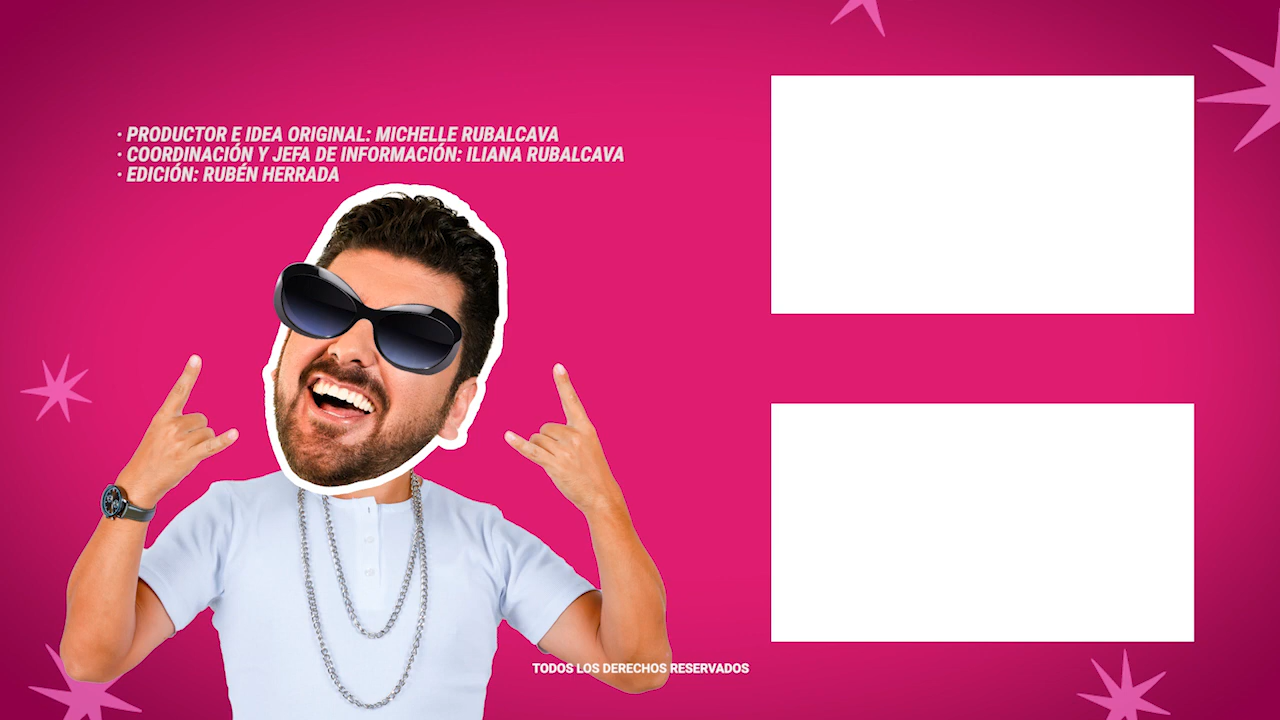 · PRODUCTOR E IDEA ORIGINAL: MICHELLE RUBALCAVA
· COORDINACIÓN Y JEFA DE INFORMACIÓN: ILIANA RUBALCAVA
· EDICIÓN: RUBÉN HERRADA
TODOS LOS DERECHOS RESERVADOS